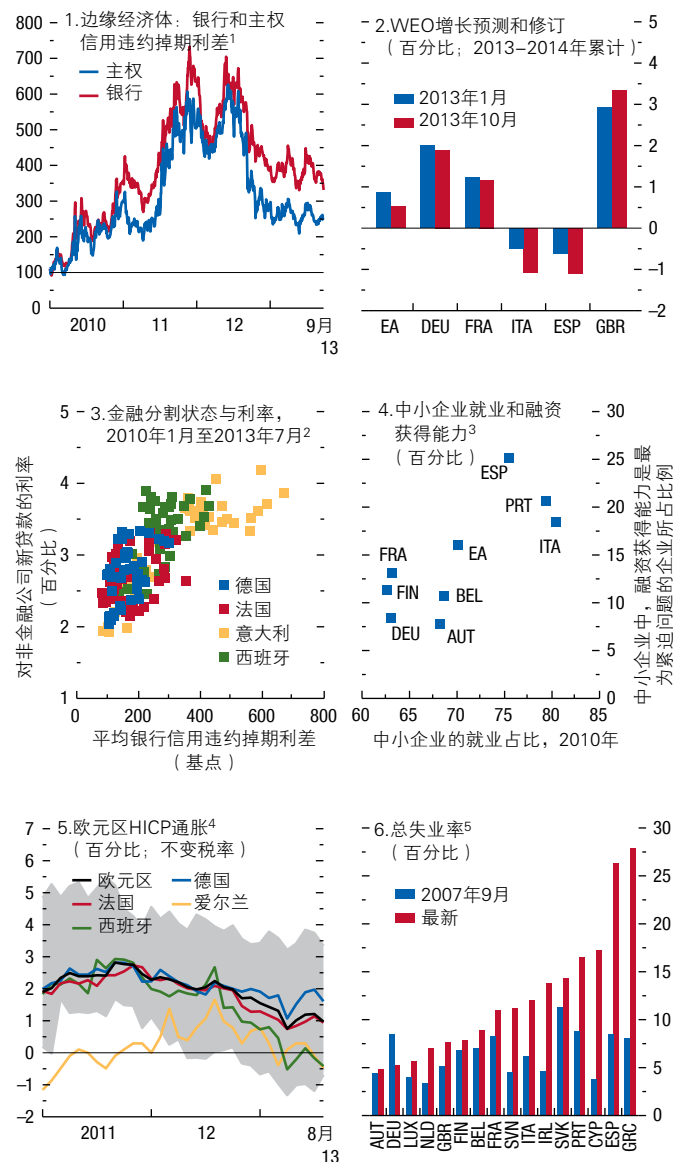 1.边缘经济体：银行和主权
信用违约掉期利差1
主权
银行
800
700
600
500
400
300
200
100
0
2010
11
12
9月
13
2.WEO增长预测和修订
（百分比；2013–2014年累计）
2013年1月
2013年10月
5
4
3
2
1
0
–1
–2
EA
DEU
FRA
ITA
ESP
GBR
3.金融分割状态与利率，
2010年1月至2013年7月2
对非金融公司新贷款的利率
（百分比）
5
4
3
2
1
德国
法国
意大利
西班牙
0
200
400
600
800
平均银行信用违约掉期利差
（基点）
4.中小企业就业和融资
获得能力3
（百分比）
ESP
PRT
ITA
EA
FRA
FIN
BEL
DEU
AUT
30
25
20
15
10
5
0
60
65
70
75
80
85
中小企业的就业占比，2010年
中小企业中，融资获得能力是最
为紧迫问题的企业所占比例
5.欧元区HICP通胀4
（百分比；不变税率）
欧元区
德国
法国
爱尔兰
西班牙
7
6
5
4
3
2
1
0
–1
–2
2011
12
8月
13
6.总失业率5
（百分比）
2007年9月
最新
30
25
20
15
10
5
0
AUT
DEU
LUX
NLD
GBR
FIN
BEL
FRA
SVN
ITA
IRL
SVK
PRT
CYP
ESP
GRC